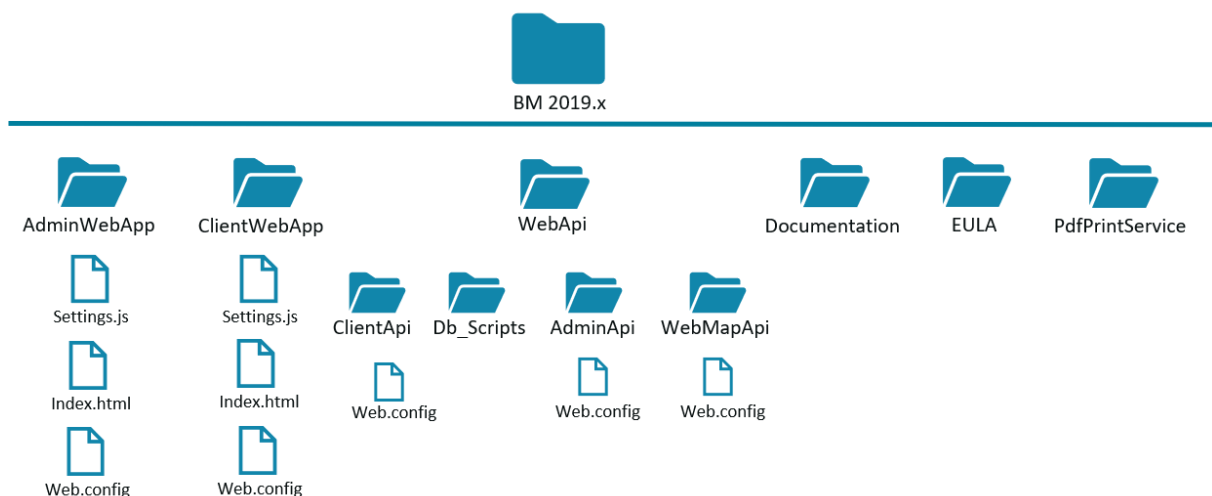 BM 2019.x
AdminWebApp
ClientWebApp
WebApi
Documentation
EULA
PdfPrintService
Settings.js
Settings.js
ClientApi
Db_Scripts
AdminApi
WebMapApi
Index.html
Index.html
Web.config
Web.config
Web.config
Web.config
Web.config